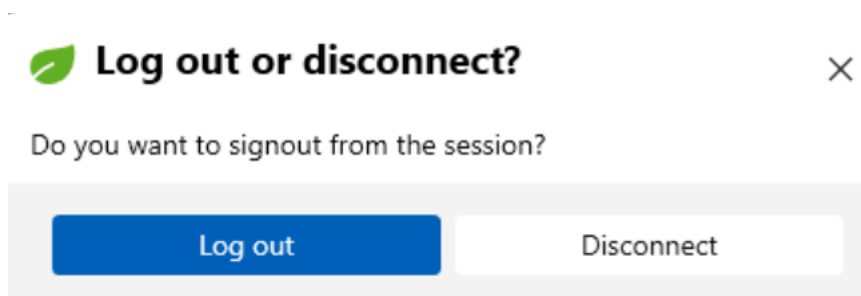 Log out or disconnect?
Do you want to signout from the session?
Log out
Disconnect